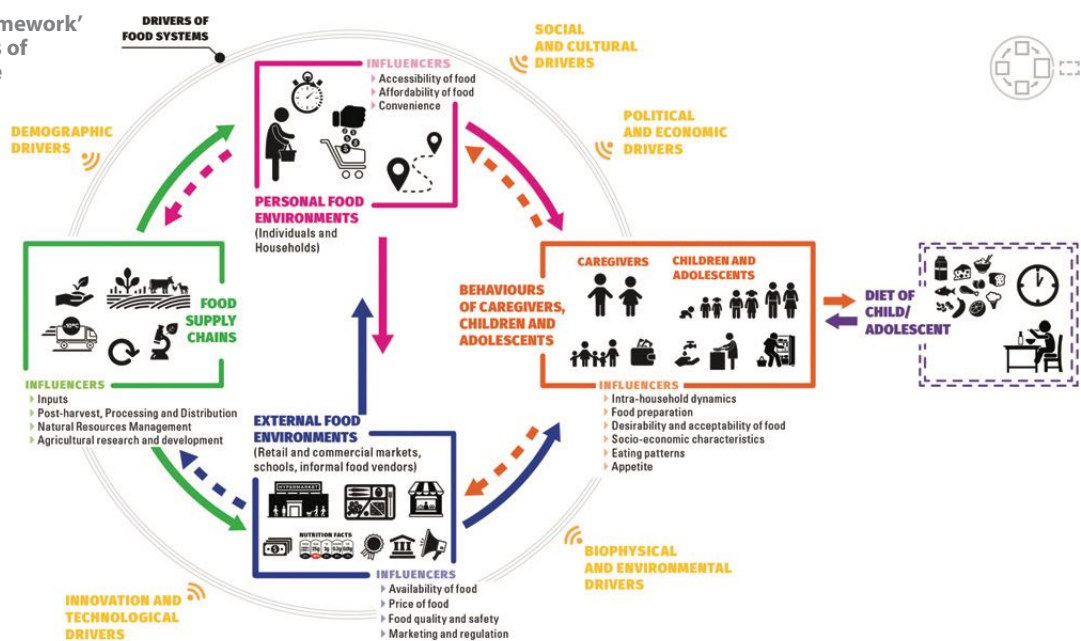 mework’
s of
e
DRIVERS OF
FOOD SYSTEMS
SOCIAL
AND CULTURAL
DRIVERS
DEMOGRAPHIC
DRIVERS
POLITICAL
AND ECONOMIC
DRIVERS
INFLUENCERS
Accessibility of food
Affordability of food
Convenience
PERSONAL FOOD
ENVIRONMENTS
(Individuals and
Households)
FOOD
SUPPLY
CHAINS
-10°C
INFLUENCERS
Inputs
Post-harvest, Processing and Distribution
Natural Resources Management
Agricultural research and development
BEHAVIOURS
OF CAREGIVERS,
CHILDREN AND
ADOLESCENTS
CAREGIVERS
CHILDREN AND
ADOLESCENTS
INFLUENCERS
Intra-household dynamics
Food preparation
Desirability and acceptability of food
Socio-economic characteristics
Eating patterns
Appetite
DIET OF
CHILD/
ADOLESCENT
EXTERNAL FOOD
ENVIRONMENTS
(Retail and commercial markets,
schools, informal food vendors)
HYPERMARKET
NUTRITION FACTS
INFLUENCERS
Availability of food
Price of food
Food quality and safety
Marketing and regulation
BIOPHYSICAL
AND ENVIRONMENTAL
DRIVERS
INNOVATION AND
TECHNOLOGICAL
DRIVERS